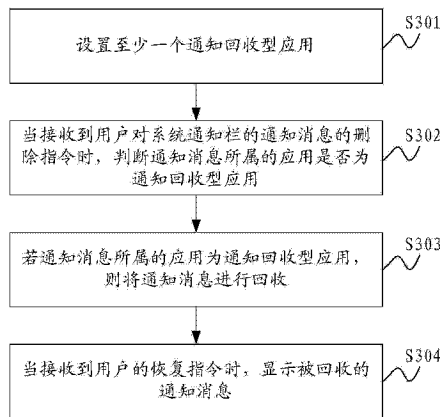 S301
设置至少一个通知回收型应用
S302
当接收到用户对系统通知栏的通知消息的删
除指令时，判断通知消息所属的应用是否为
通知回收型应用
S303
若通知消息所属的应用为通知回收型应用，
则将通知消息进行回收
S304
当接收到用户的恢复指令时，显示被回收的
通知消息